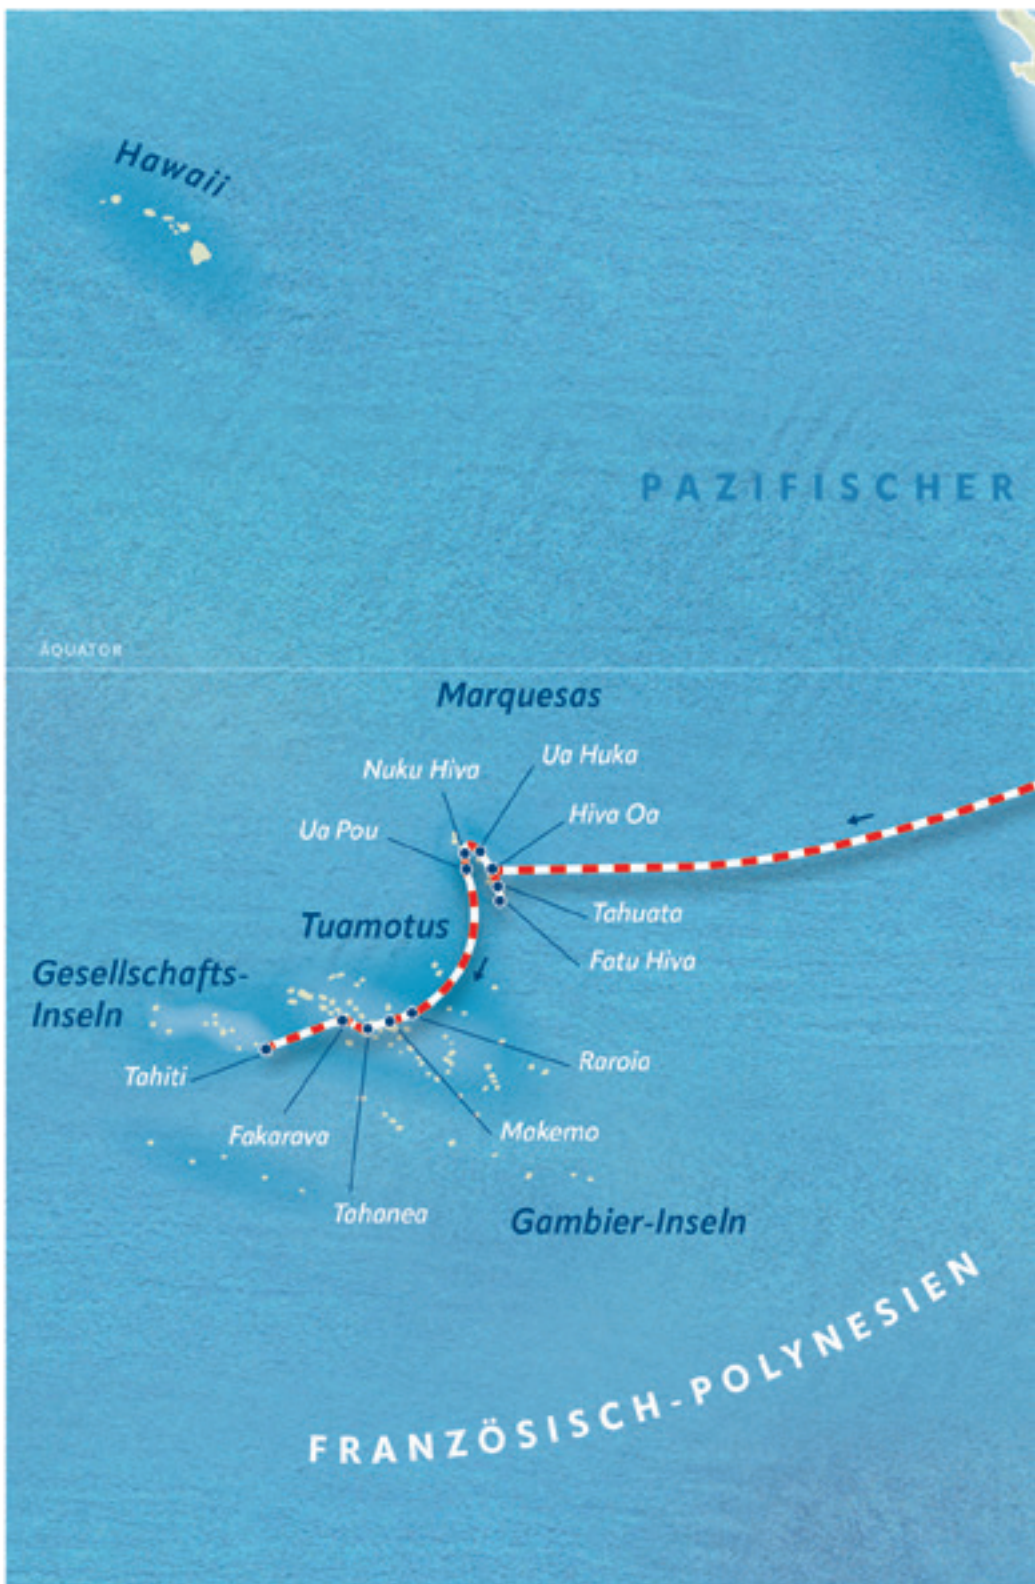 Hawaii
PAZIFISCHER
ÄQUATOR
Marquesas
Ua Huka
Nuku Hiva
Hiva Oa
Ua Pou
Tahuata
Tuamotus
Fatu Hiva
Gesellschafts-
Inseln
Raroia
Tahiti
Makemo
Fakarava
Tahanea
Gambier-Inseln
FRANZÖSISCH-POLYNESIEN